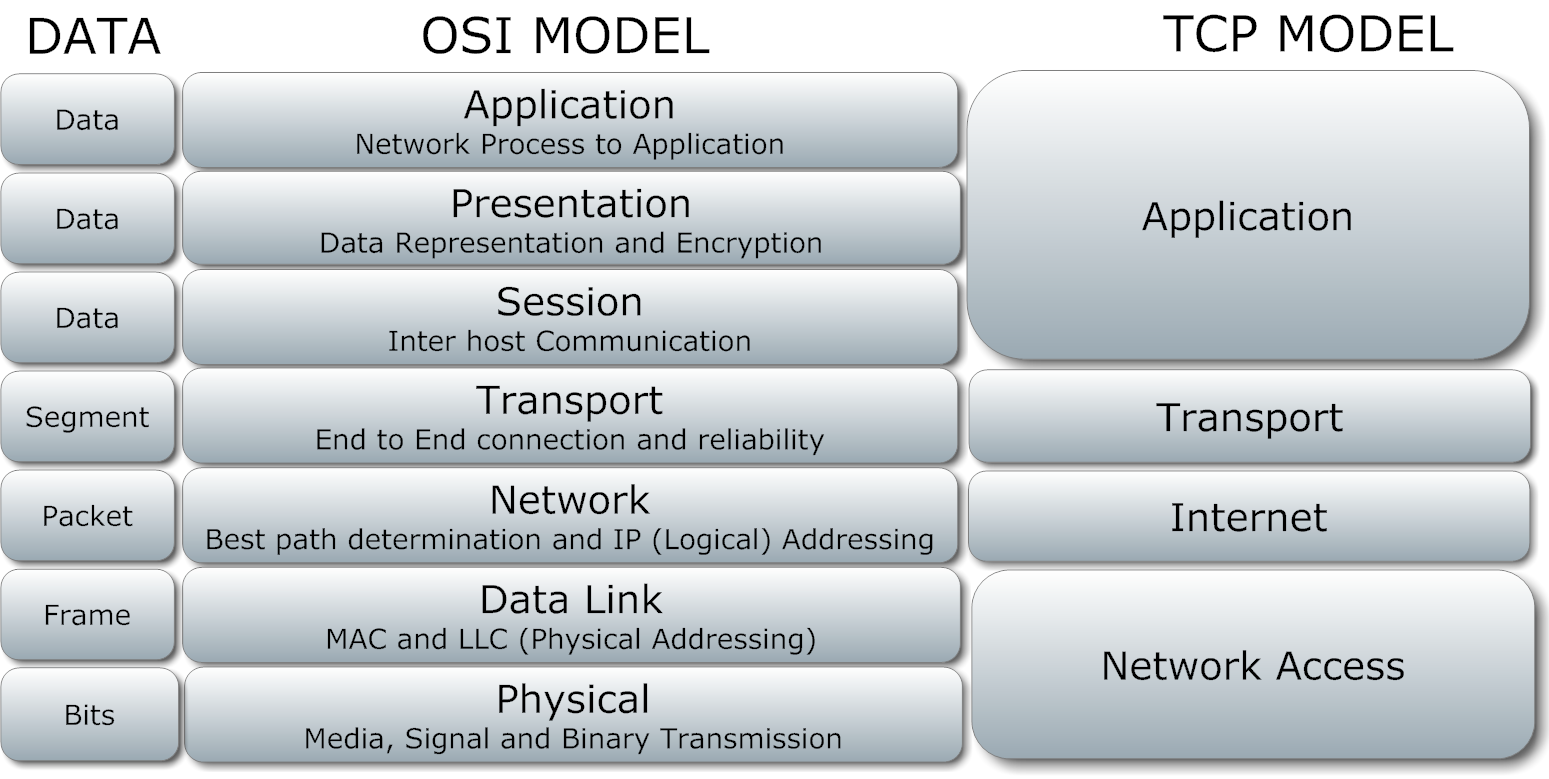 DATA OSI MODEL TCP MODEL
Data
Application
Network Process to Application
Data
Presentation
Data Representation and Encryption
Application
Data
Session
Inter host Communication
Segment
Transport
End to End connection and reliability
Transport
Packet
Network
Best path determination and IP (Logical) Addressing
Internet
Frame
Data Link
MAC and LLC (Physical Addressing)
Network Access
Bits
Physical
Media, Signal and Binary Transmission